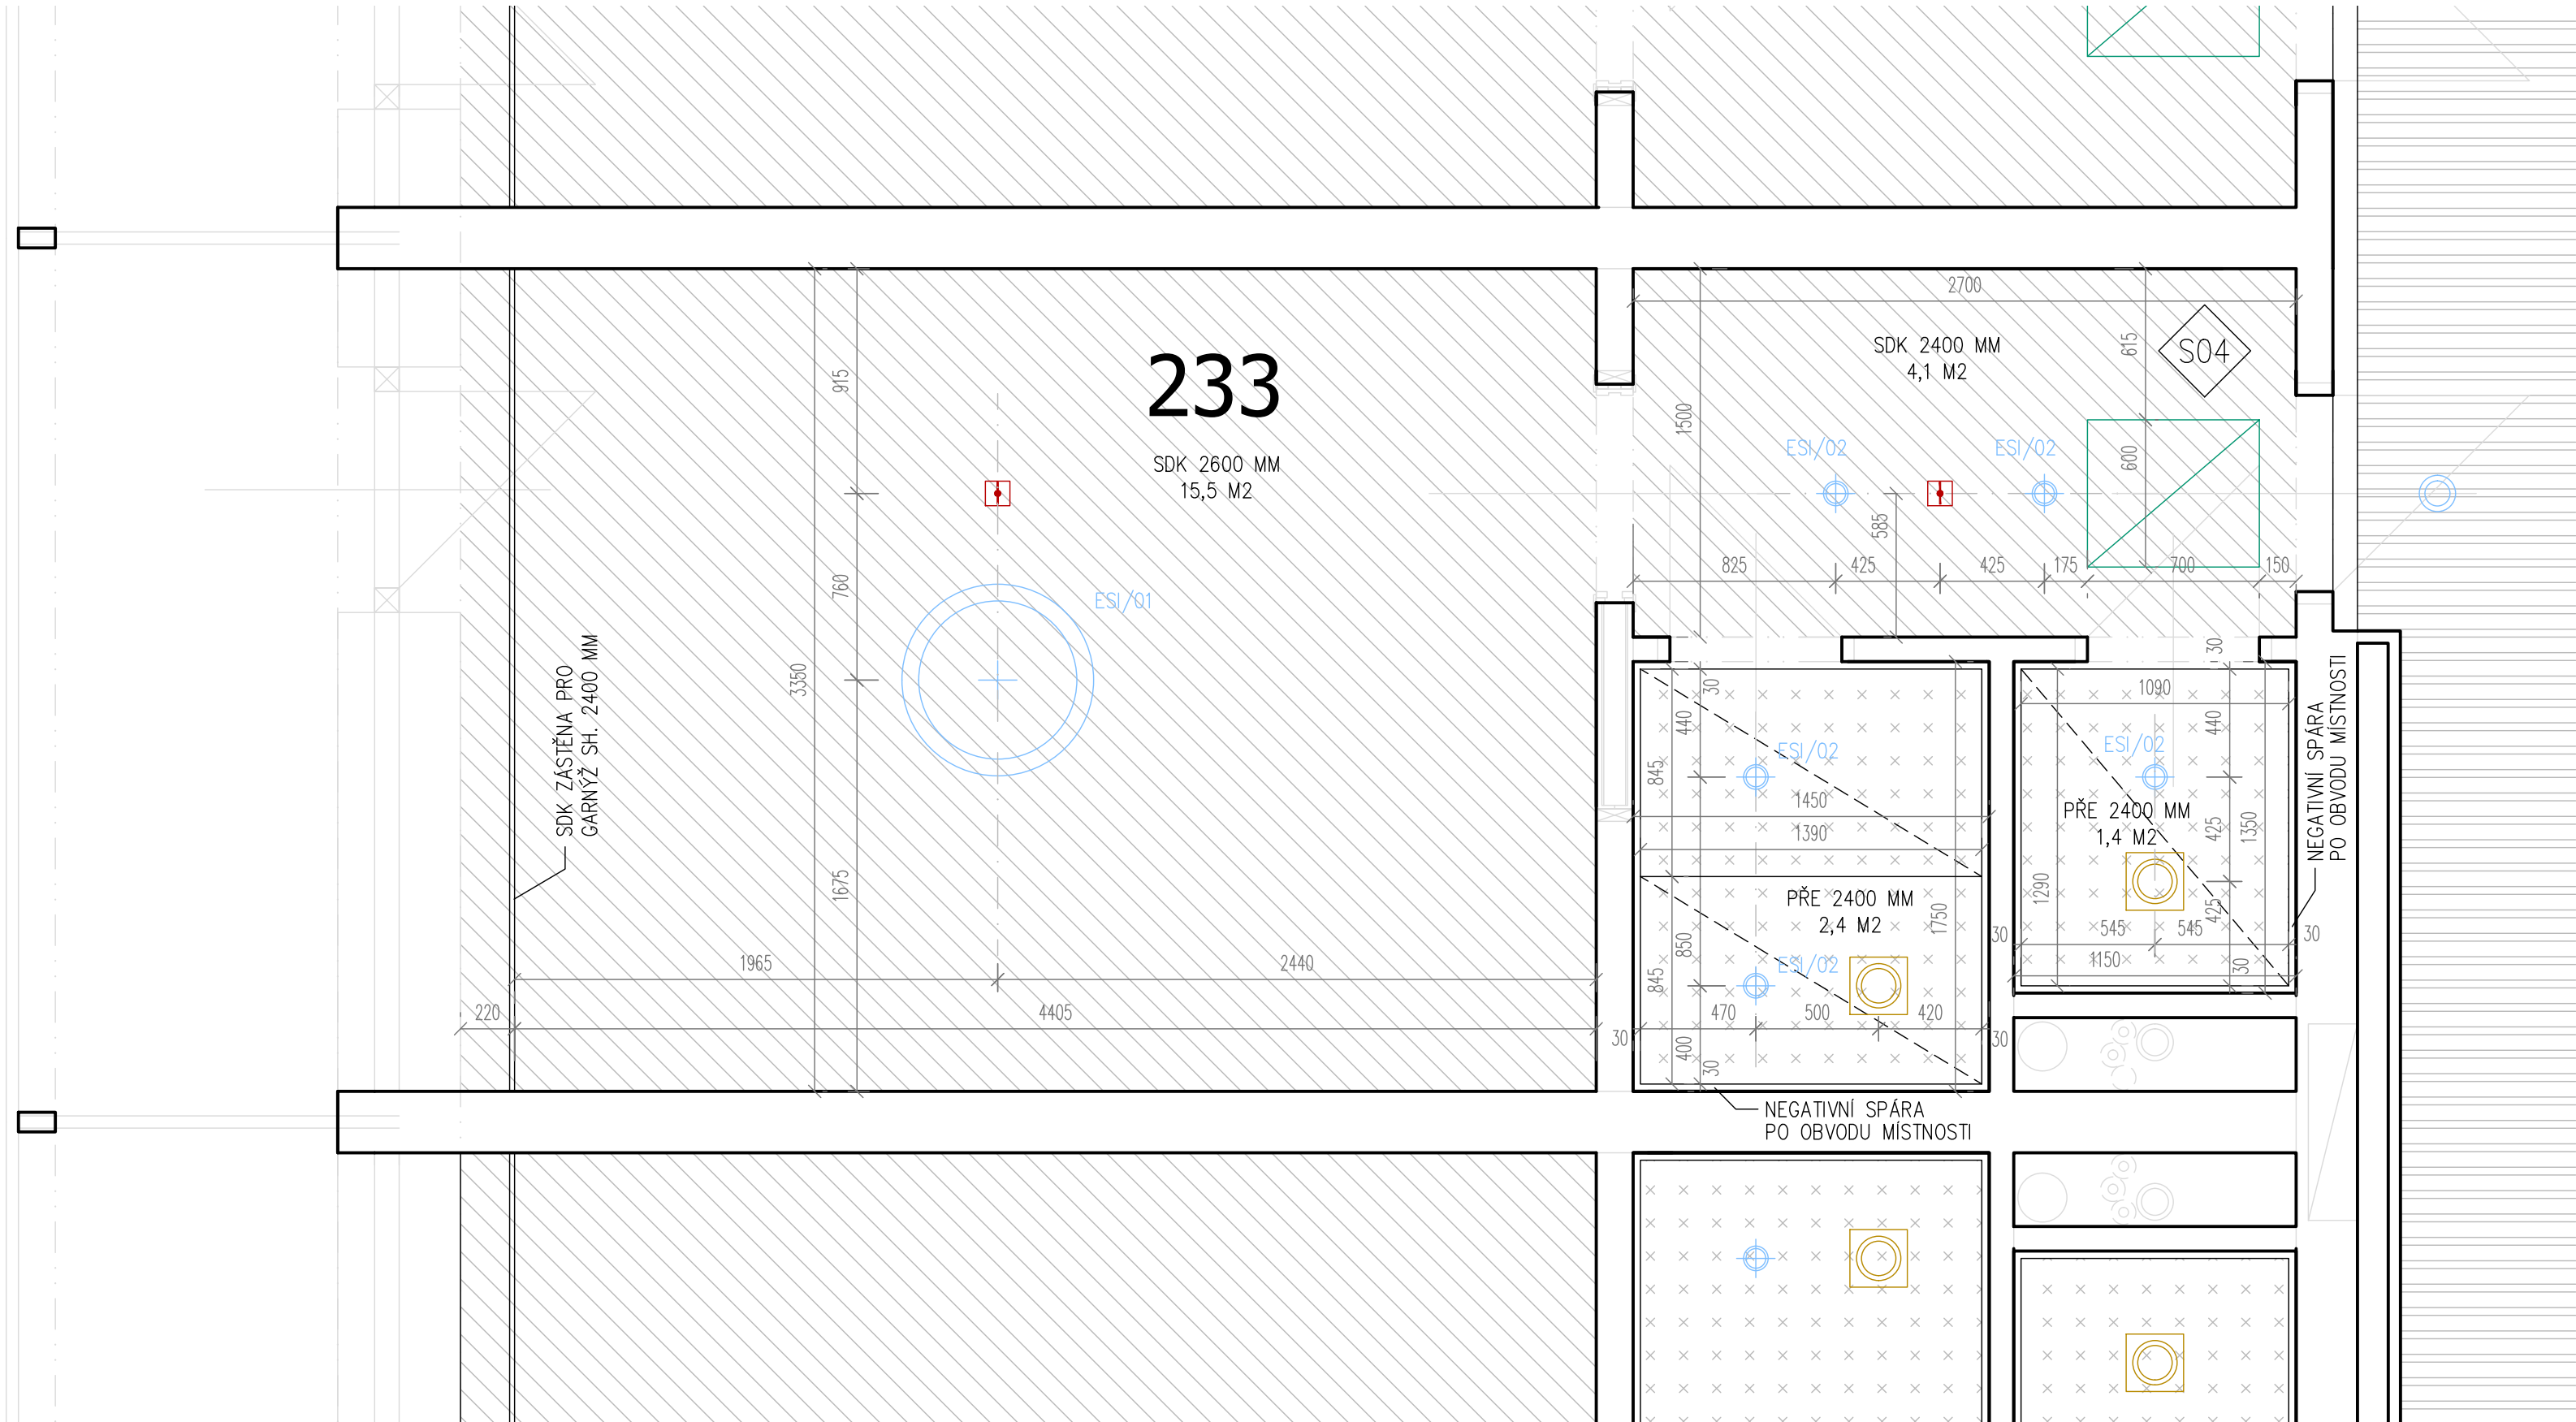 2700
SDK 2400 MM
4,1 M2
S04
615
915
233
1500
SDK 2600 MM
15,5 M2
ESI/02
ESI/02
600
585
825
425
425
175
700
150
760
ESI/01
3350
SDK ZÁSTĚNA PRO
GARNÝŽ SH. 2400 MM
30
440
845
ESI/02
1450
1390
30
1090
440
ESI/02
PŘE 2400 MM
1,4 M2
425
1350
NEGATIVNÍ SPÁRA
PO OBVODU MÍSTNOSTI
1675
PŘE 2400 MM
2,4 M2
1750
1290
425
30
545
545
30
1150
30
850
845
ESI/02
1965
2440
220
4405
470
500
420
30
30
400
30
NEGATIVNÍ SPÁRA
PO OBVODU MÍSTNOSTI